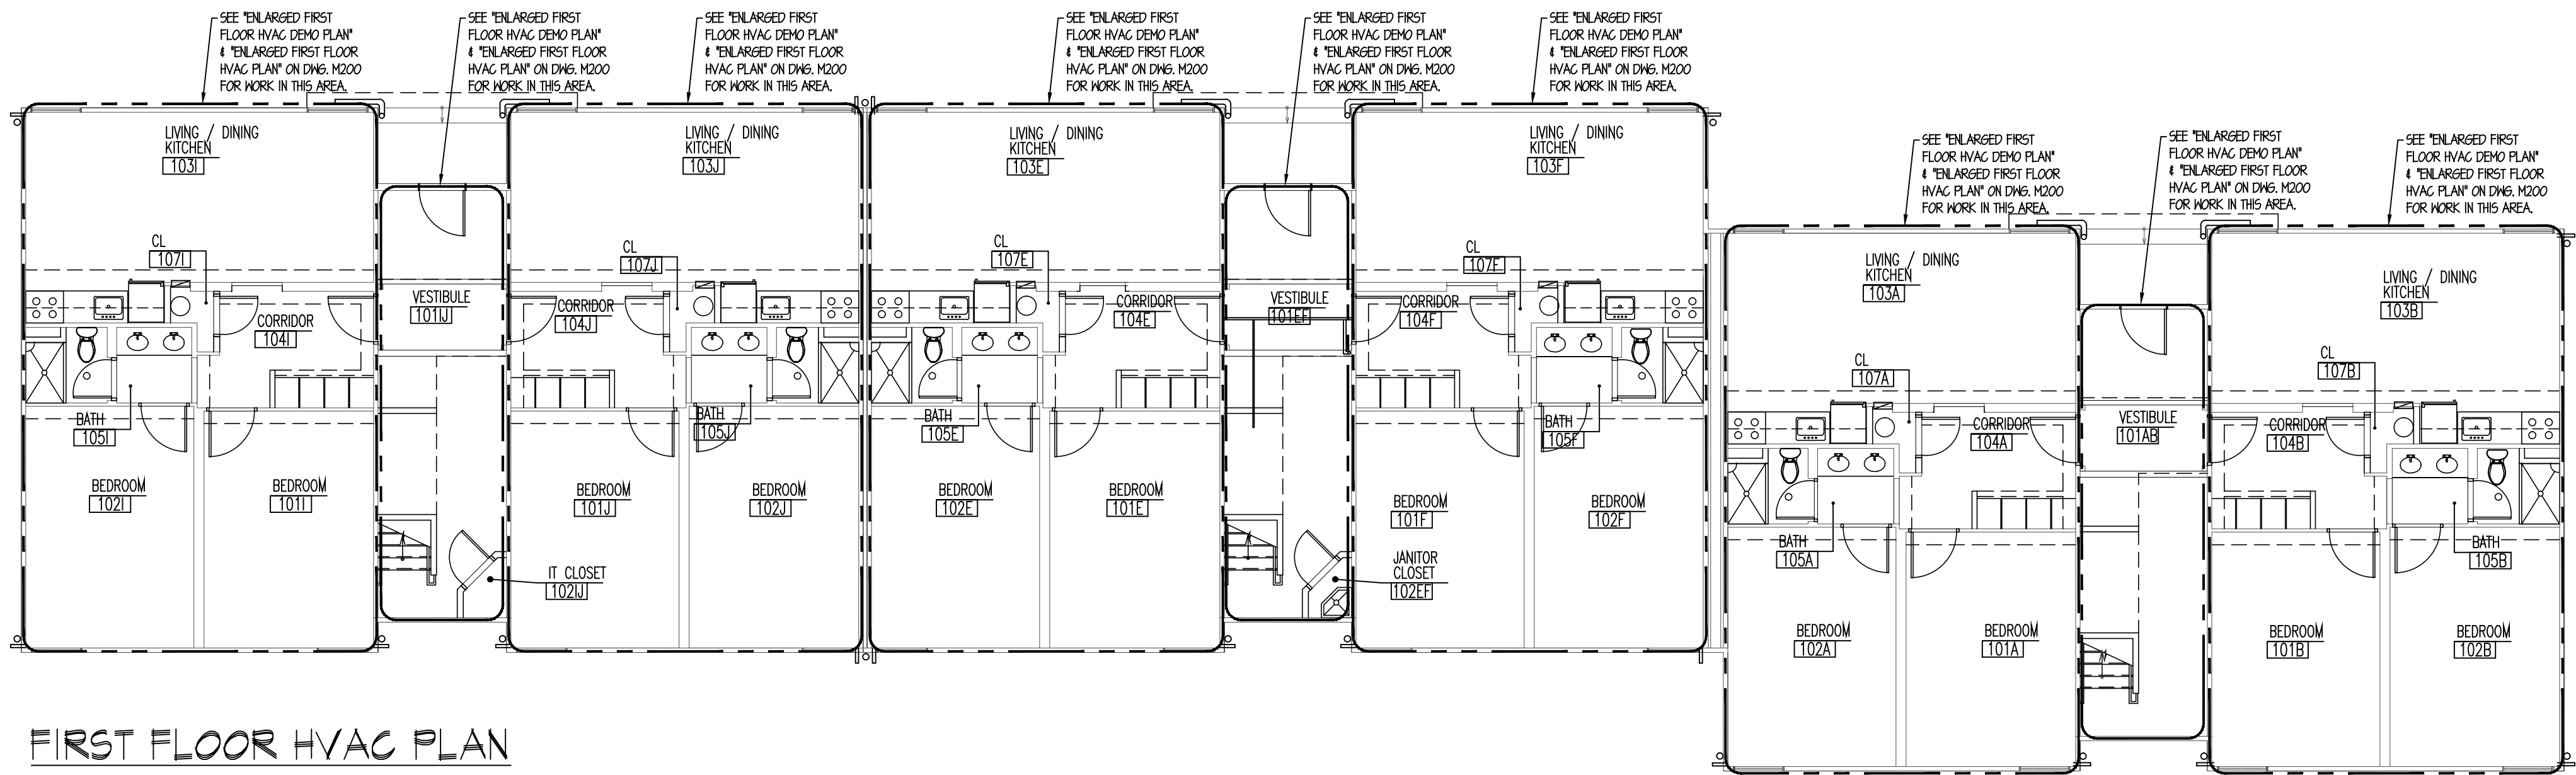 SEE "ENLARGED FIRST
FLOOR HVAC DEMO PLAN"
& "ENLARGED FIRST FLOOR
HVAC PLAN" ON DWG. M200
FOR WORK IN THIS AREA.
SEE "ENLARGED FIRST
FLOOR HVAC DEMO PLAN"
& "ENLARGED FIRST FLOOR
HVAC PLAN" ON DWG. M200
FOR WORK IN THIS AREA.
SEE "ENLARGED FIRST
FLOOR HVAC DEMO PLAN"
& "ENLARGED FIRST FLOOR
HVAC PLAN" ON DWG. M200
FOR WORK IN THIS AREA.
SEE "ENLARGED FIRST
FLOOR HVAC DEMO PLAN"
& "ENLARGED FIRST FLOOR
HVAC PLAN" ON DWG. M200
FOR WORK IN THIS AREA.
SEE "ENLARGED FIRST
FLOOR HVAC DEMO PLAN"
& "ENLARGED FIRST FLOOR
HVAC PLAN" ON DWG. M200
FOR WORK IN THIS AREA.
SEE "ENLARGED FIRST
FLOOR HVAC DEMO PLAN"
& "ENLARGED FIRST FLOOR
HVAC PLAN" ON DWG. M200
FOR WORK IN THIS AREA.
SEE "ENLARGED FIRST
FLOOR HVAC DEMO PLAN"
& "ENLARGED FIRST FLOOR
HVAC PLAN" ON DWG. M200
FOR WORK IN THIS AREA.
SEE "ENLARGED FIRST
FLOOR HVAC DEMO PLAN"
& "ENLARGED FIRST FLOOR
HVAC PLAN" ON DWG. M200
FOR WORK IN THIS AREA.
SEE "ENLARGED FIRST
FLOOR HVAC DEMO PLAN"
& "ENLARGED FIRST FLOOR
HVAC PLAN" ON DWG. M200
FOR WORK IN THIS AREA.
LIVING / DINING
KITCHEN
103I
CL
107I
CORRIDOR
104I
BATH
105I
BEDROOM
102I
BEDROOM
101I
VESTIBULE
101IJ
IT CLOSET
102IJ
LIVING / DINING
KITCHEN
103J
CL
107J
CORRIDOR
104J
BATH
105J
BEDROOM
101J
BEDROOM
102J
LIVING / DINING
KITCHEN
103E
CL
107E
CORRIDOR
104E
BATH
105E
BEDROOM
102E
BEDROOM
101E
VESTIBULE
101EF
JANITOR
CLOSET
102EF
LIVING / DINING
KITCHEN
103F
CL
107F
CORRIDOR
104F
BATH
105F
BEDROOM
101F
BEDROOM
102F
LIVING / DINING
KITCHEN
103A
CL
107A
CORRIDOR
104A
BATH
105A
BEDROOM
102A
BEDROOM
101A
VESTIBULE
101AB
LIVING / DINING
KITCHEN
103B
CL
107B
CORRIDOR
104B
BATH
105B
BEDROOM
101B
BEDROOM
102B
FIRST FLOOR HVAC PLAN